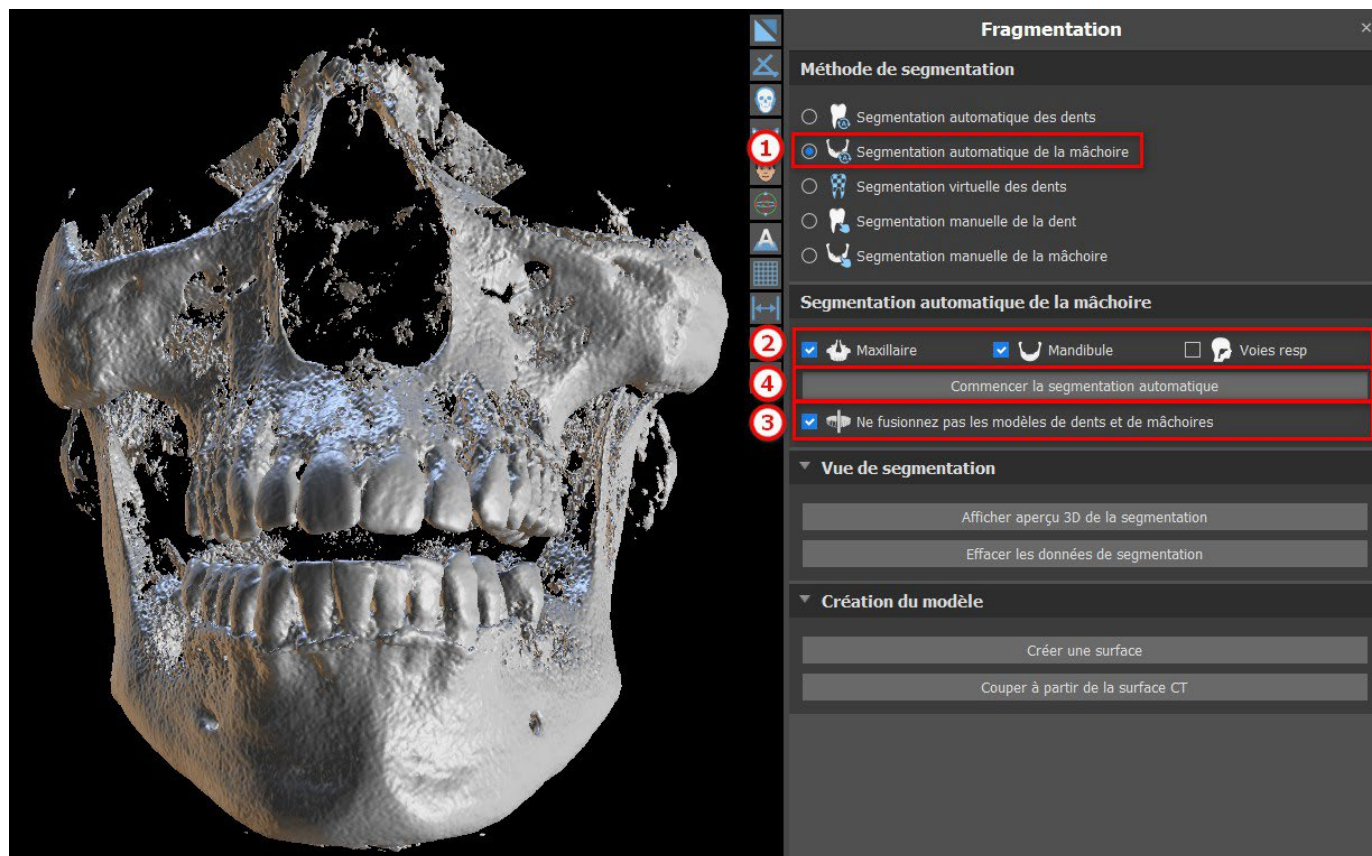 Fragmentation
×
Méthode de segmentation
Segmentation automatique des dents
1
Segmentation automatique de la mâchoire
Segmentation virtuelle des dents
Segmentation manuelle de la dent
A
Segmentation manuelle de la mâchoire
Segmentation automatique de la mâchoire
2
Maxillaire Mandibule Voies resp
4
Commencer la segmentation automatique
3
Ne fusionnez pas les modèles de dents et de mâchoires
Vue de segmentation
Afficher aperçu 3D de la segmentation
Effacer les données de segmentation
Création du modèle
Créer une surface
Couper à partir de la surface CT